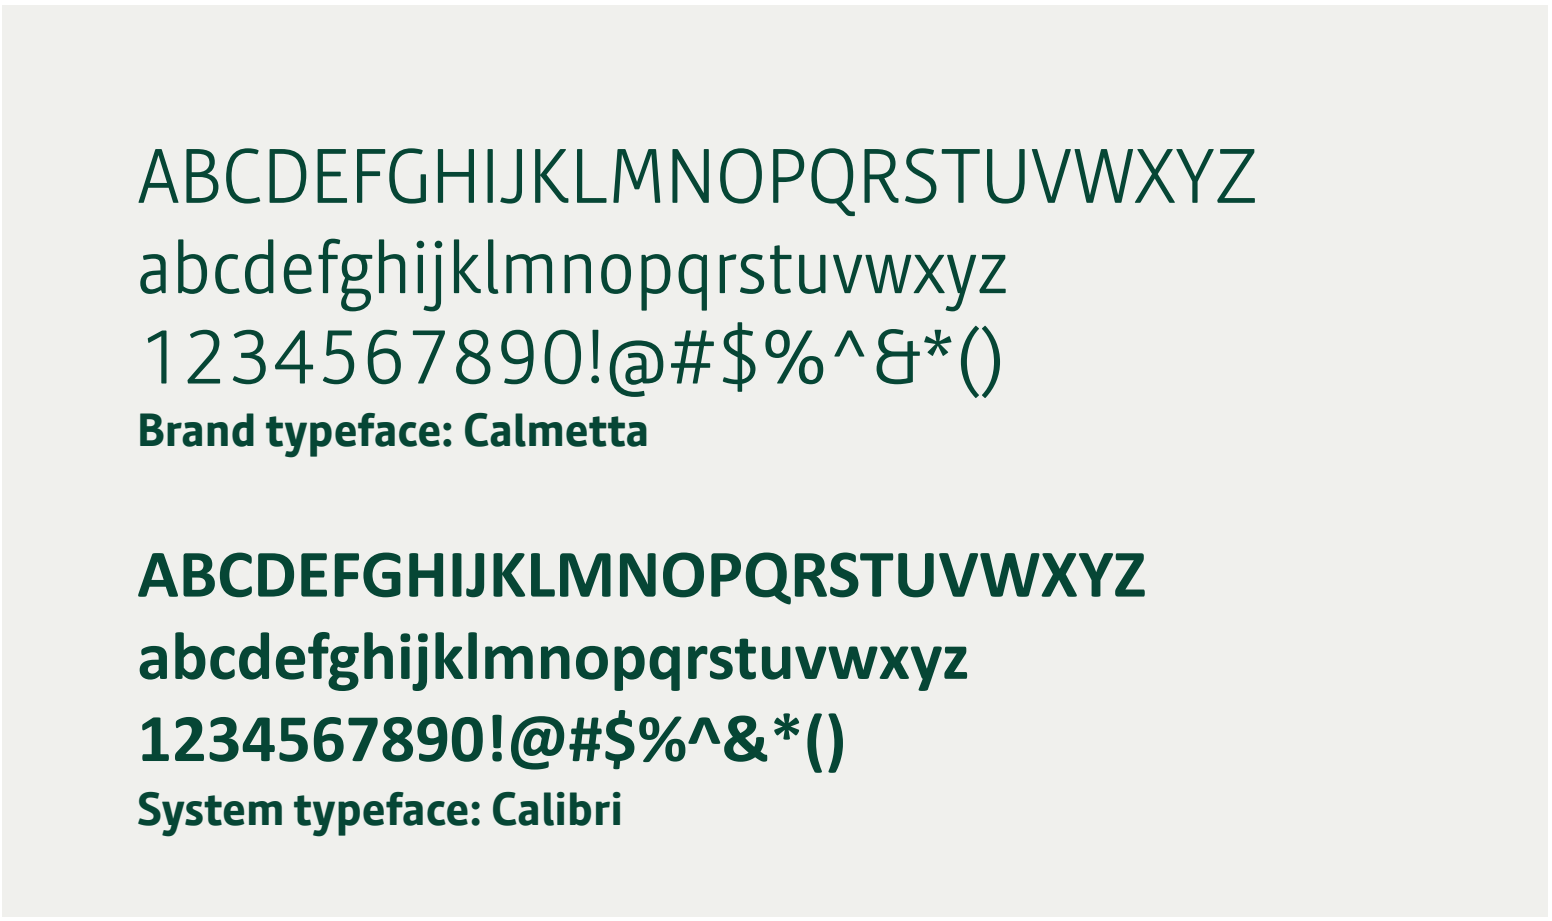 ABCDEFGHIJKLMNOPQRSTUVWXYZ
abcdefghijklmnopqrstuvwxyz
1234567890!@#$%^&*()
Brand typeface: Calmetta
ABCDEFGHIJKLMNOPQRSTUVWXYZ
abcdefghijklmnopqrstuvwxyz
1234567890!@#$%^&*()
System typeface: Calibri